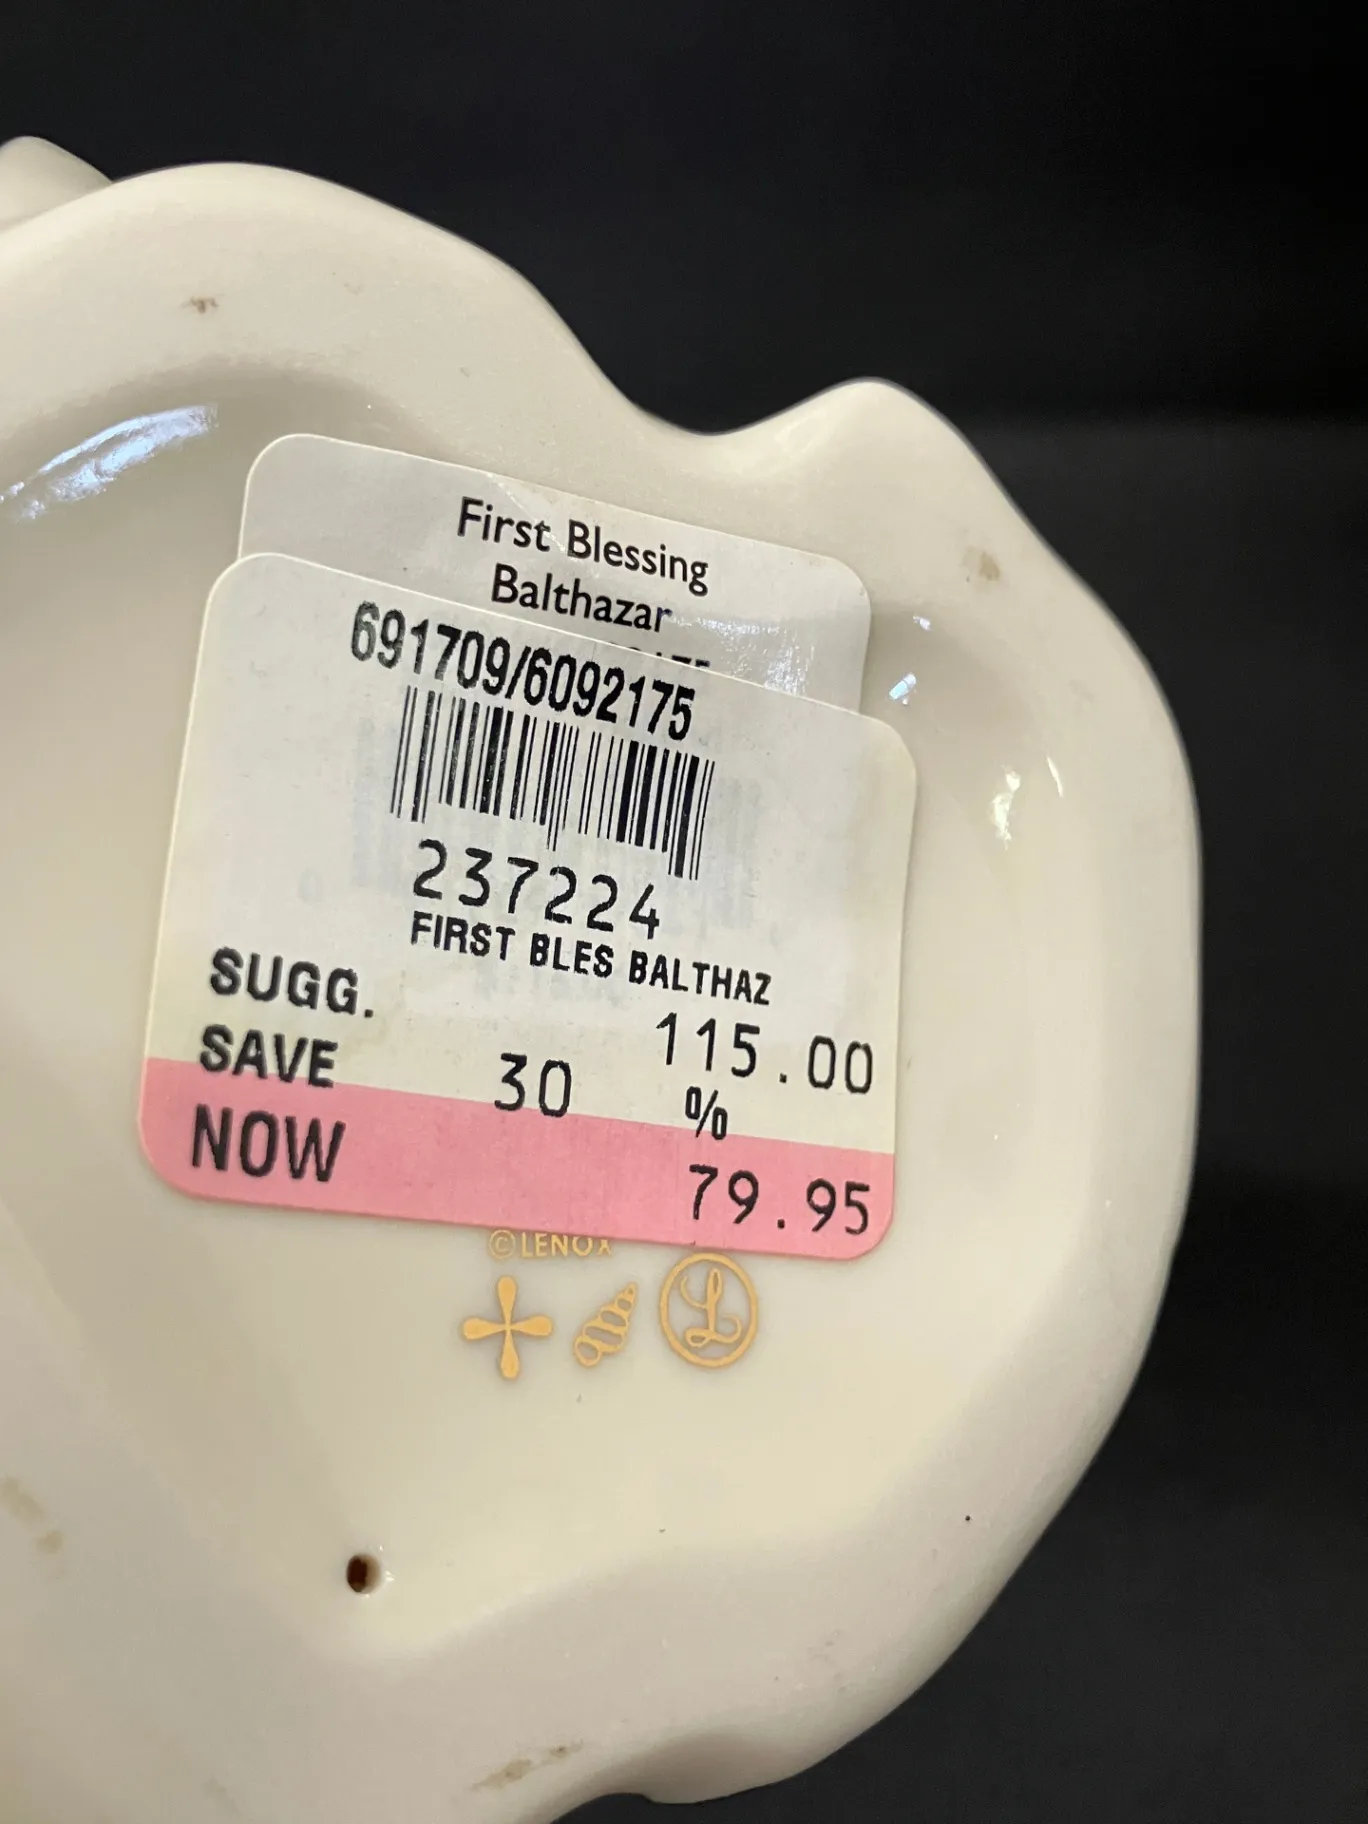 First Blessing
Balthazar
691709/6092175
237224
FIRST BLES BALTHAZ
SUGG. 115.00
SAVE 30 %
NOW 79.95
©LENOX
L